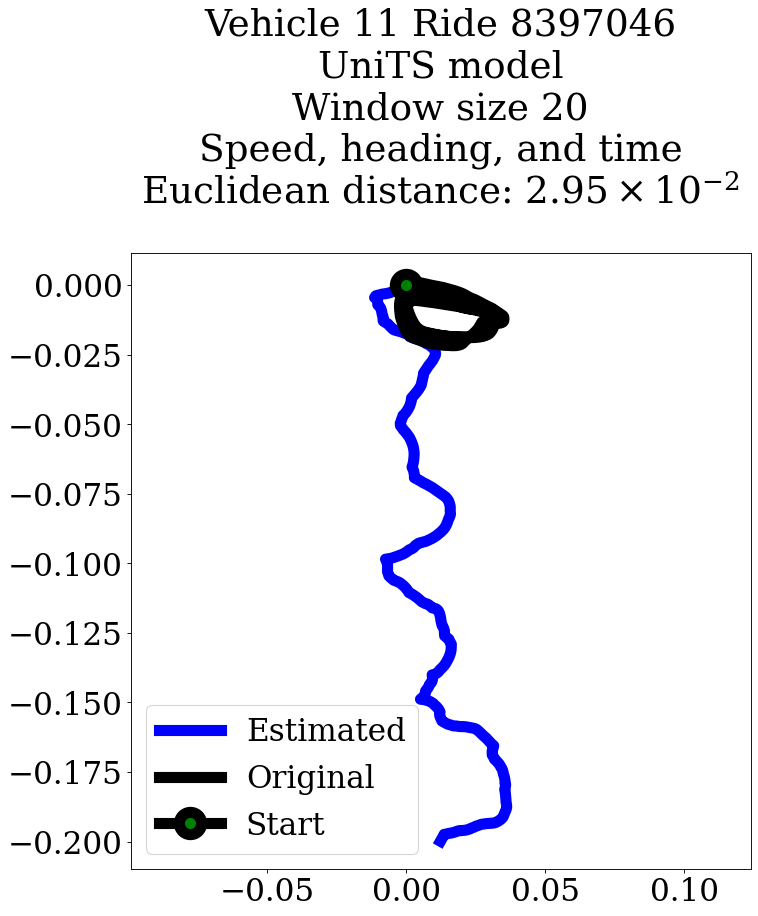 Vehicle 11 Ride 8397046
UniTS model
Window size 20
Speed, heading, and time
Euclidean distance: 2.95 × 10⁻²
0.000
−0.025
−0.050
−0.075
−0.100
−0.125
−0.150
−0.175
−0.200
Estimated
Original
Start
−0.05 0.00 0.05 0.10